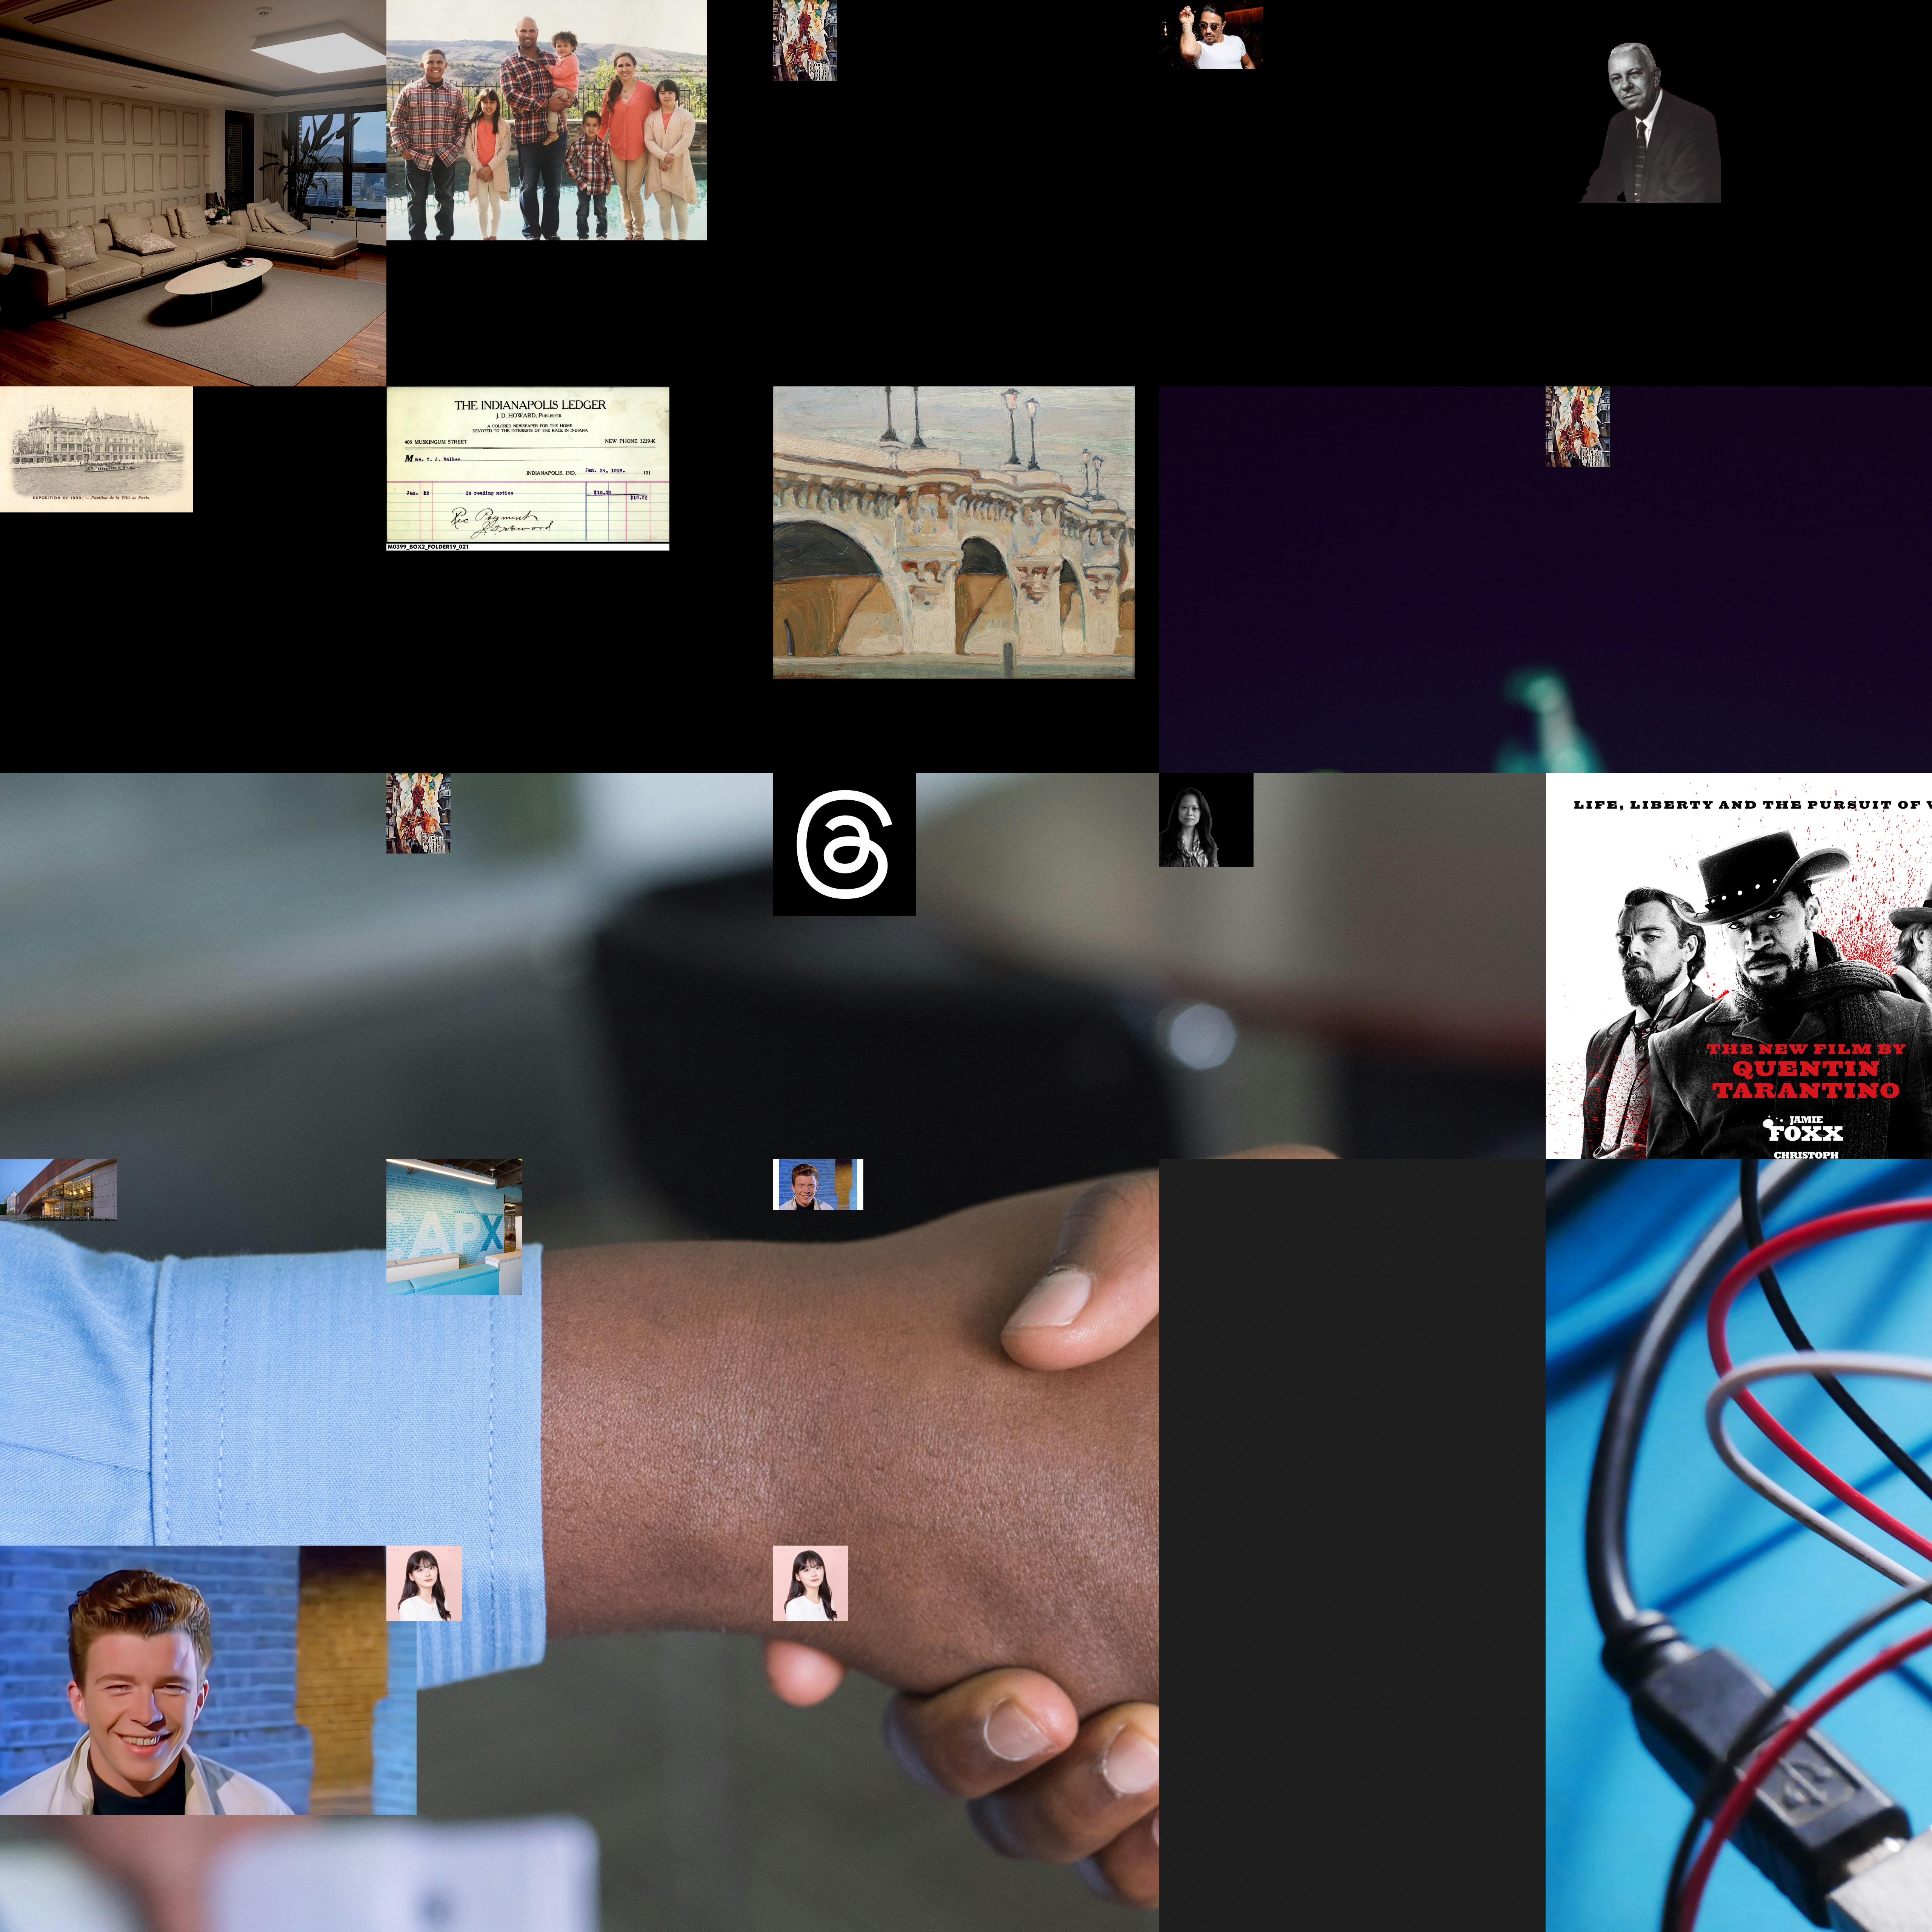 EXPOSITION DE 1900. — Pavillon de la Ville de Paris.
THE INDIANAPOLIS LEDGER
J. D. HOWARD, Publisher
A COLORED NEWSPAPER FOR THE HOME
DEVOTED TO THE INTERESTS OF THE RACE IN INDIANA
405 MUSKINGUM STREET NEW PHONE 3229-K
Mme. C. J. Walker
INDIANAPOLIS, IND. Jan. 24, 1916. 191
Jan. 22 To reading notice $10.00 $10.00
Rec Payment
M0399_BOX2_FOLDER19_021
LIFE, LIBERTY AND THE PURSUIT OF
THE NEW FILM BY
QUENTIN
TARANTINO
JAMIE
FOXX
CHRISTOPH
CAPX